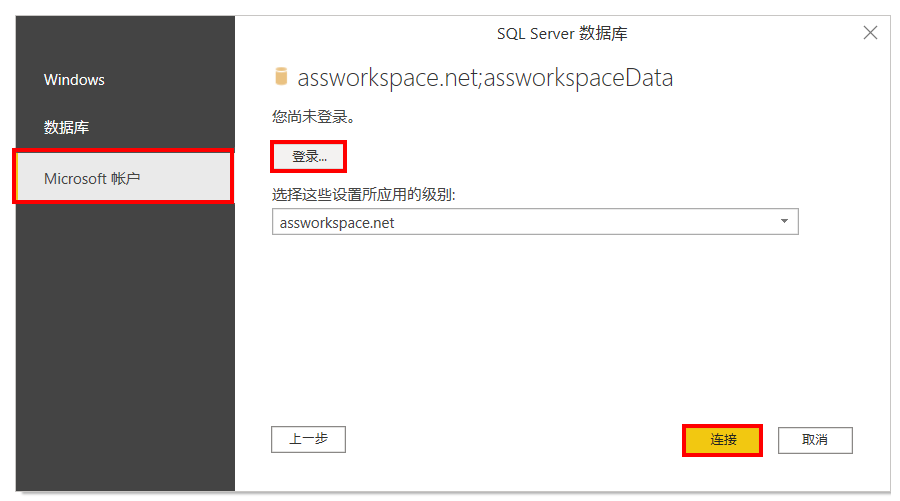 SQL Server 数据库
Windows
数据库
Microsoft 帐户
assworkspace.net;assworkspaceData
您尚未登录。
登录...
选择这些设置所应用的级别:
assworkspace.net
上一步
连接
取消